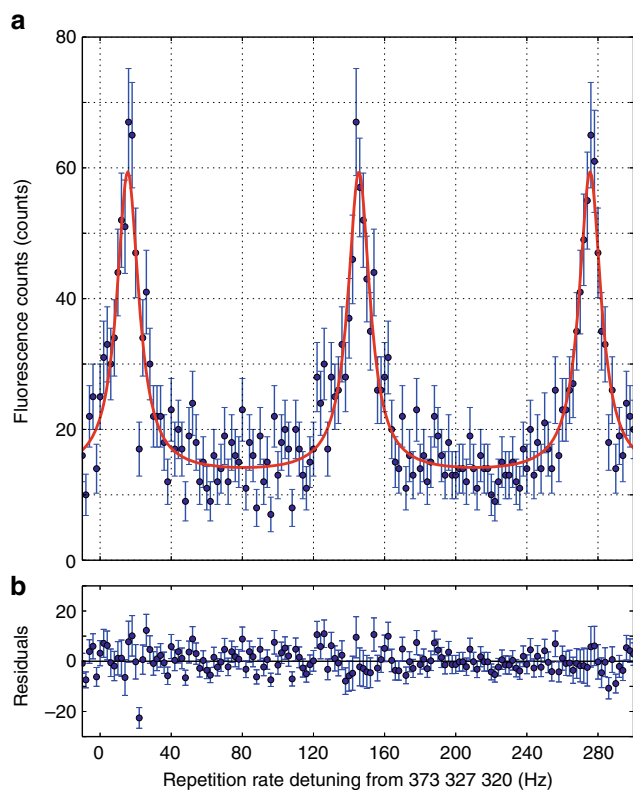 a
80
60
40
20
0
Fluorescence counts (counts)
b
20
0
−20
Residuals
0 40 80 120 160 200 240 280
Repetition rate detuning from 373 327 320 (Hz)